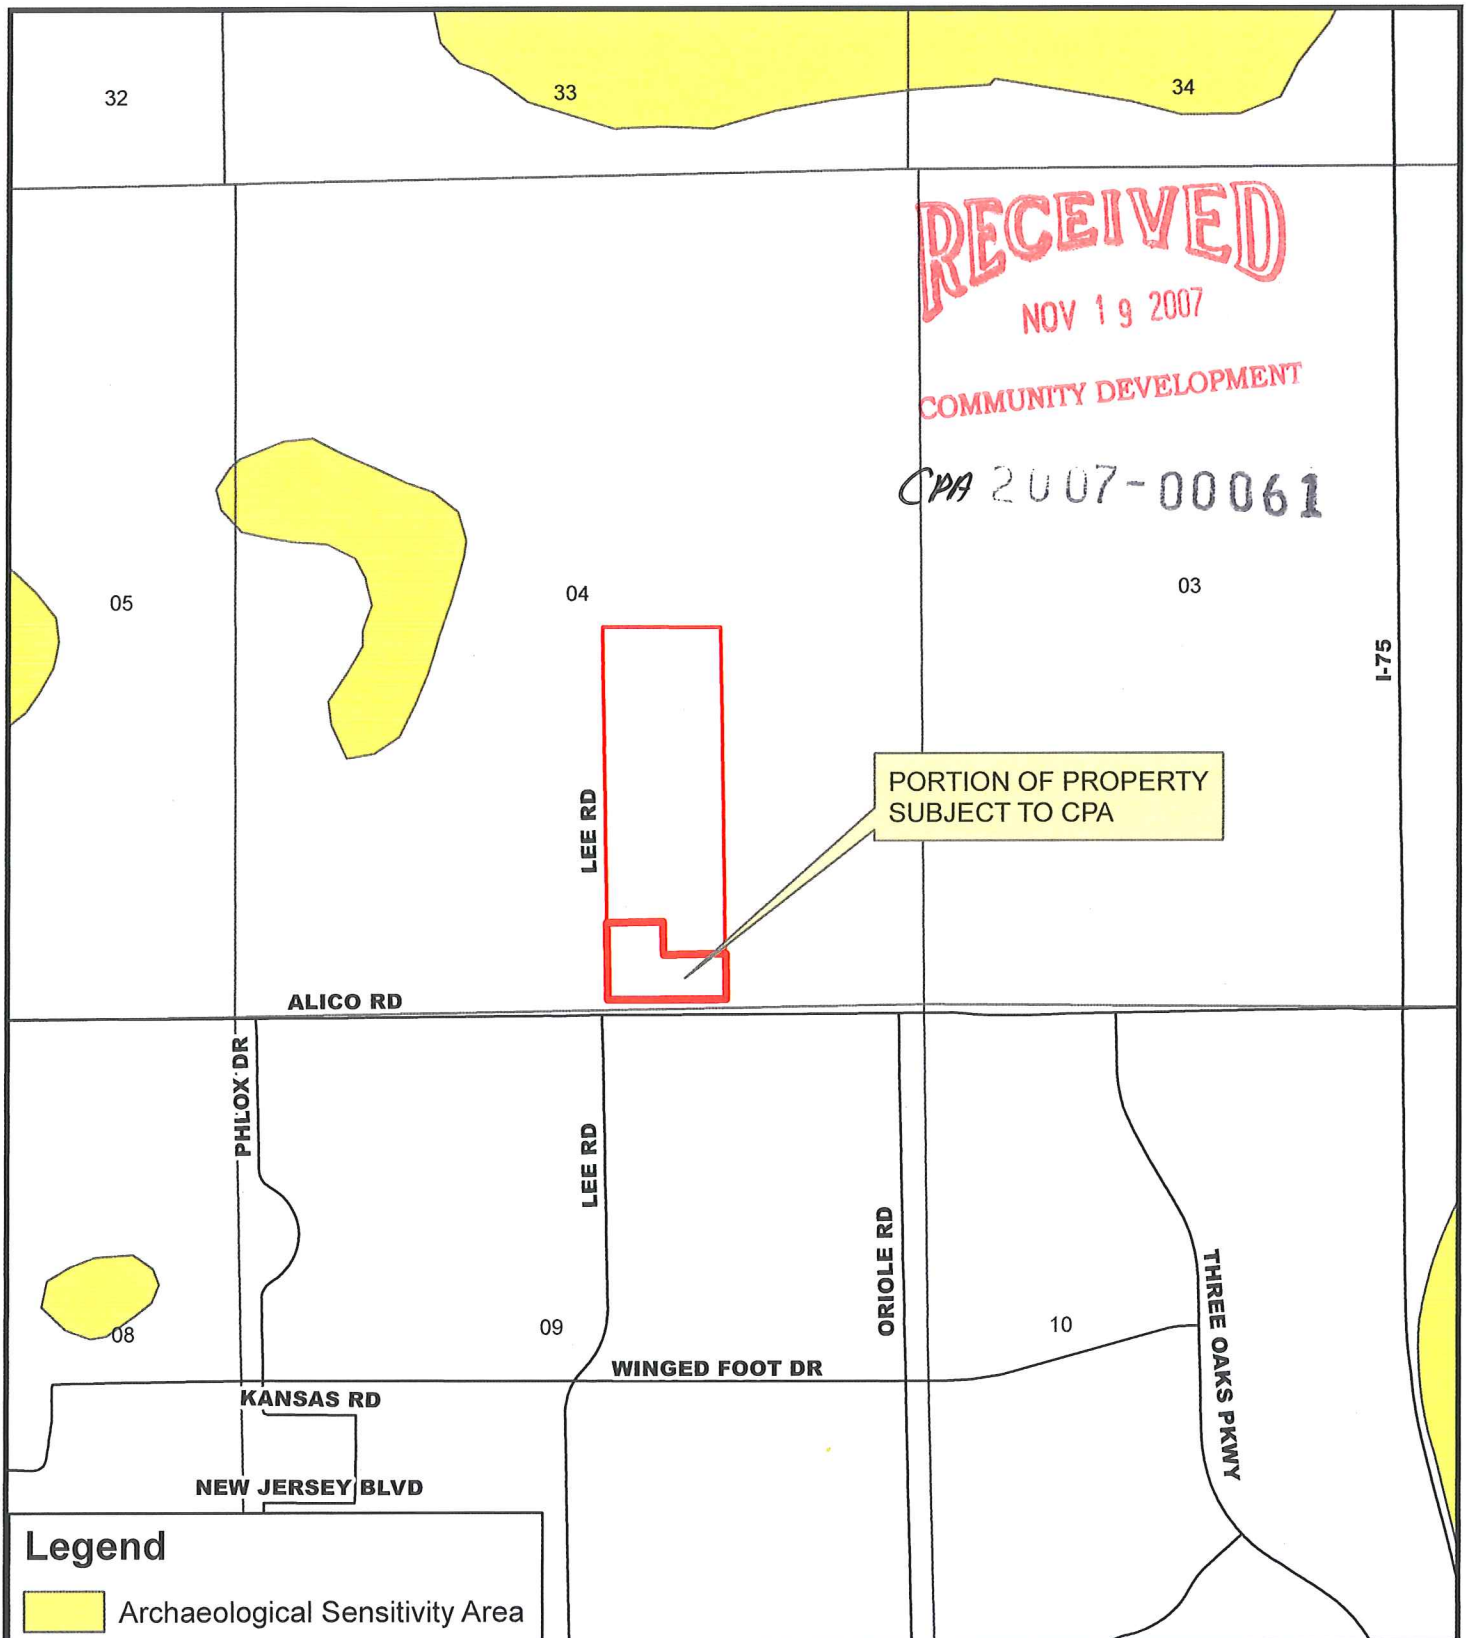 32
33
34
RECEIVED
NOV 19 2007
COMMUNITY DEVELOPMENT
CPA 2007-00061
05
04
03
I-75
LEE RD
PORTION OF PROPERTY
SUBJECT TO CPA
ALICO RD
PHLOX DR
LEE RD
ORIOLE RD
THREE OAKS PKWY
08
09
10
WINGED FOOT DR
KANSAS RD
NEW JERSEY BLVD
Legend
Archaeological Sensitivity Area